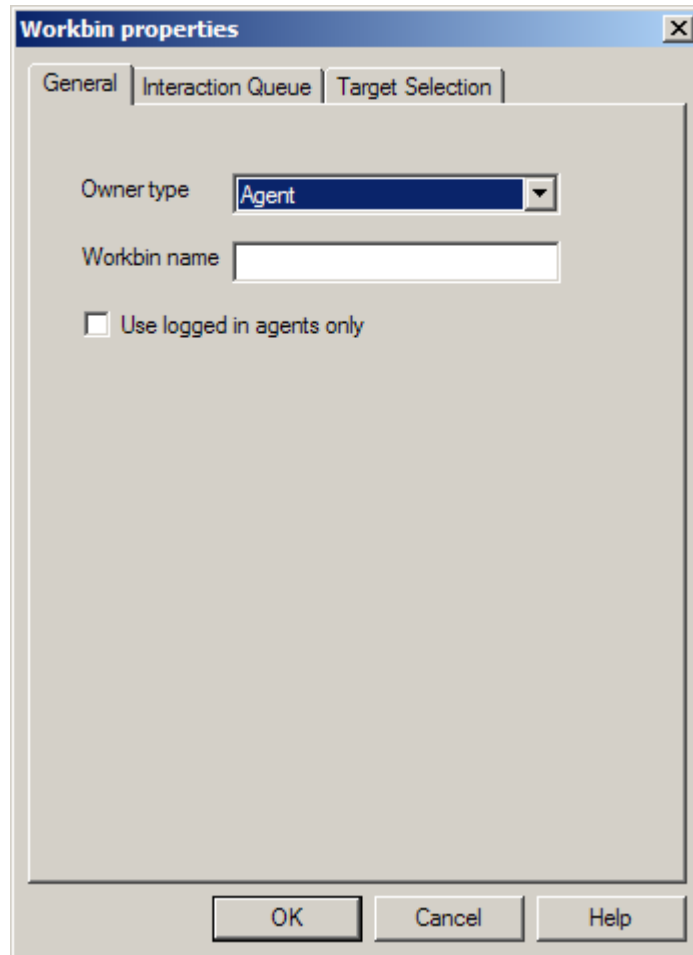 Workbin properties
General Interaction Queue Target Selection
Owner type Agent
Workbin name
Use logged in agents only
OK Cancel Help